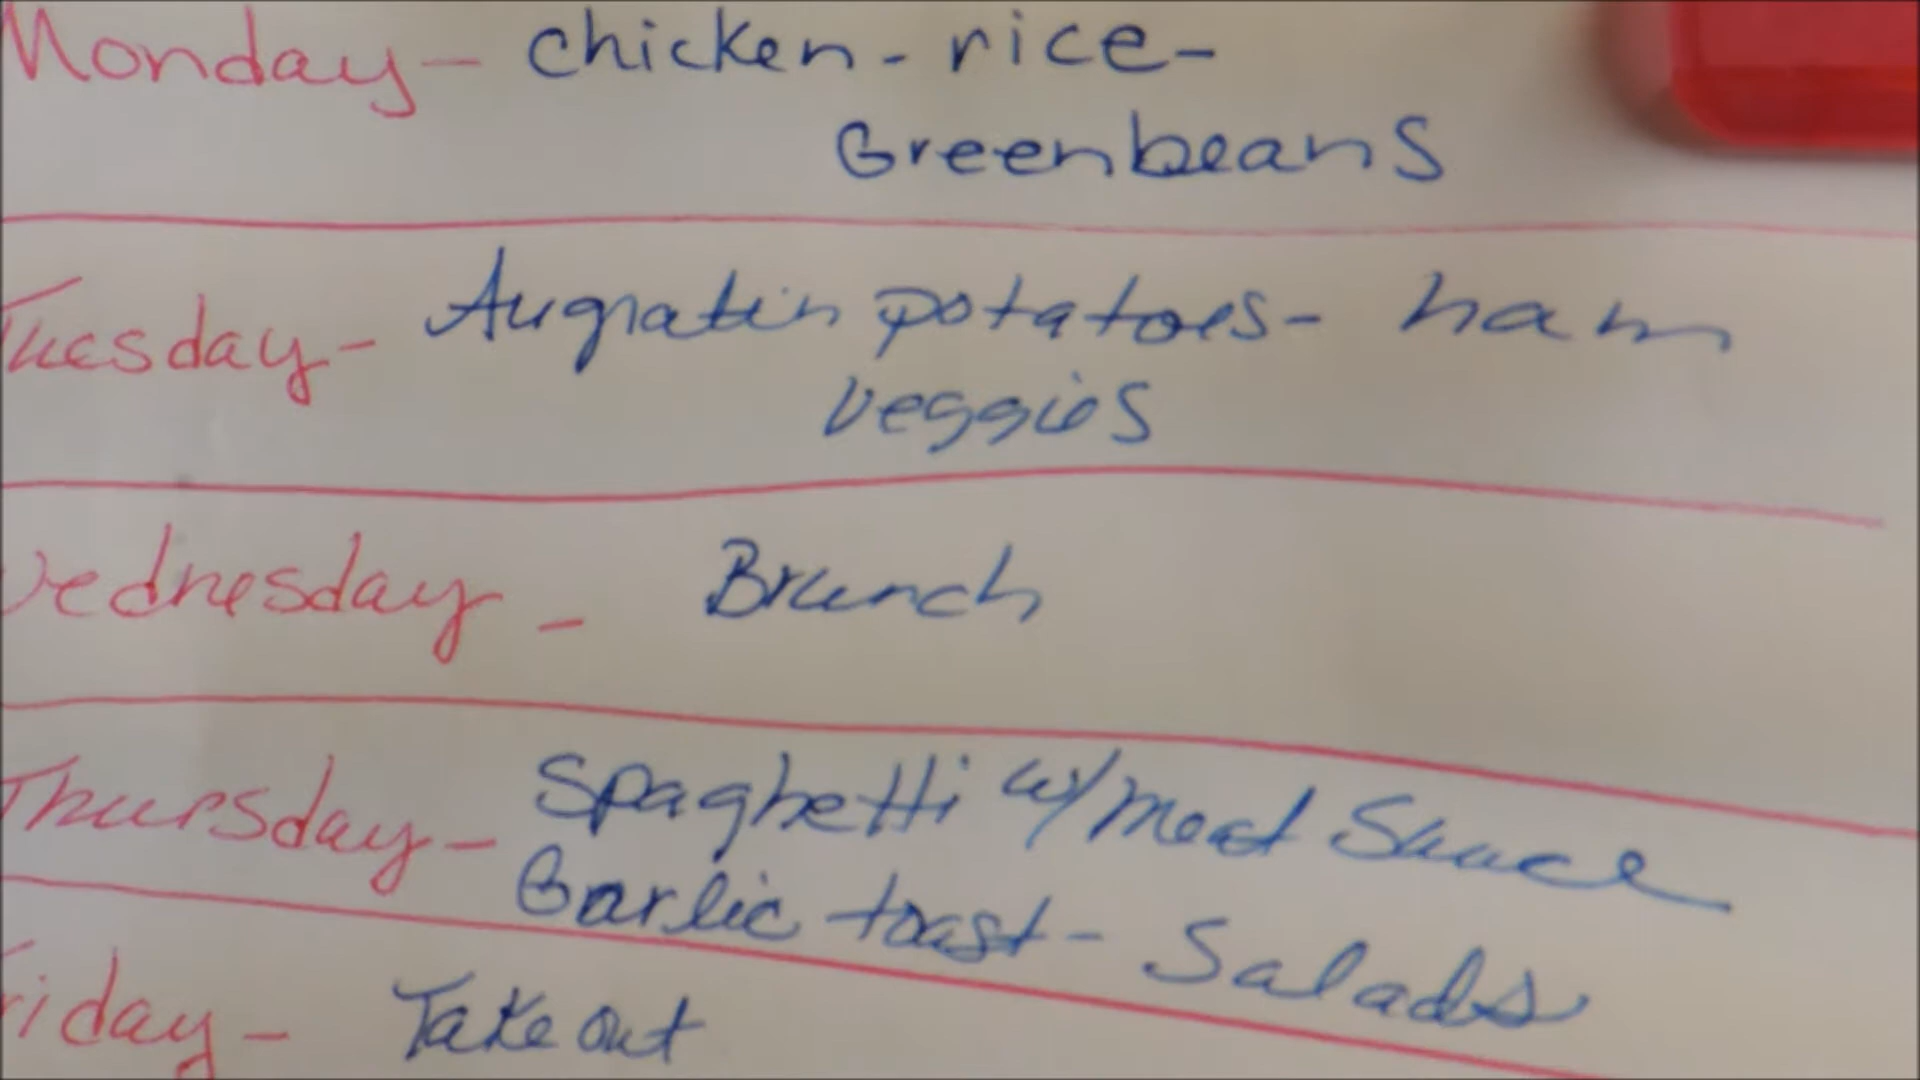 Monday - chicken - rice -
Greenbeans
Tuesday - Augratin potatoes - ham
veggies
Wednesday - Brunch
Thursday - Spaghetti w/ Meat Sauce
Garlic toast - Salads
Friday - Take out